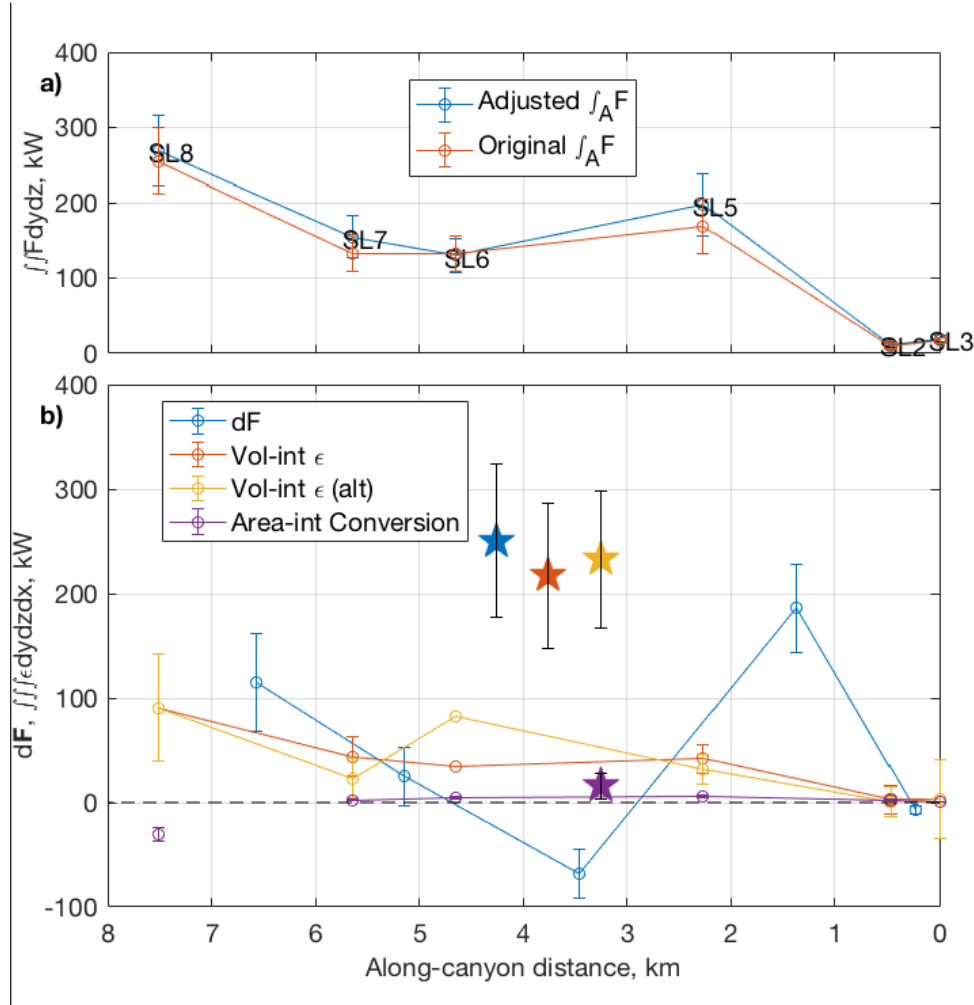 a)
400
300
200
100
0
∫∫Fdydz, kW
Adjusted ∫_A F
Original ∫_A F
SL8
SL7
SL6
SL5
SL2
SL3
b)
400
300
200
100
0
-100
dF, ∫∫∫ϵdydzdx, kW
dF
Vol-int ϵ
Vol-int ϵ (alt)
Area-int Conversion
8 7 6 5 4 3 2 1 0
Along-canyon distance, km